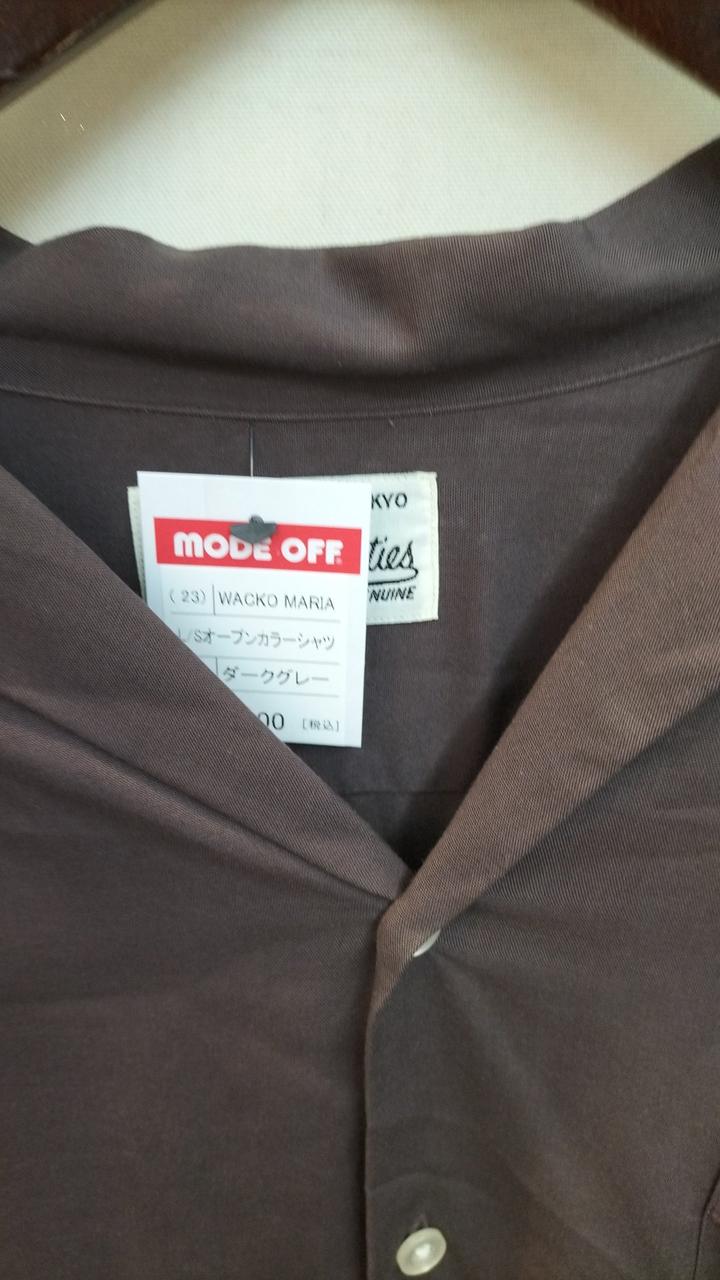 KYO
MODE OFF
ties
(23) WACKO MARIA
GENUINE
L/Sオープンカラーシャツ
ダークグレー
00 [税込]